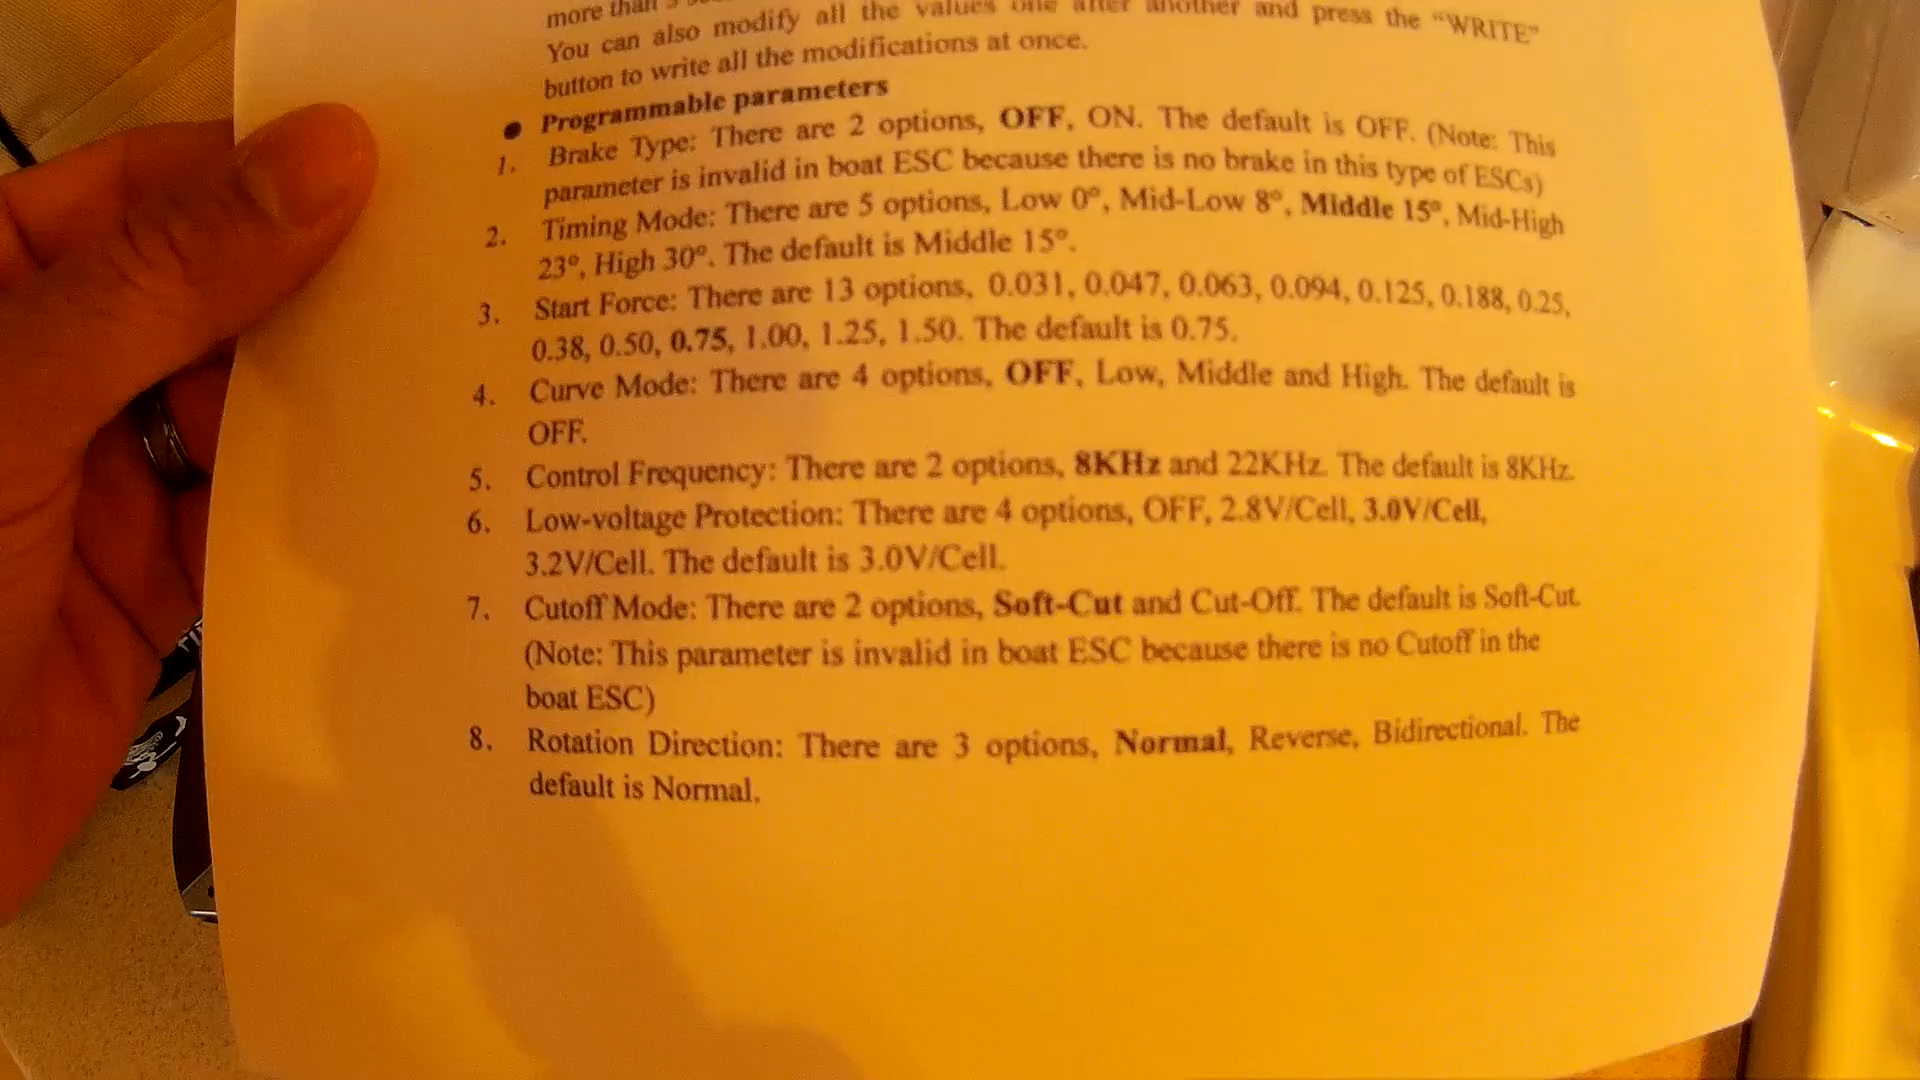 more than
You can also modify all the values one after another and press the "WRITE"
button to write all the modifications at once.
● Programmable parameters
1. Brake Type: There are 2 options, OFF, ON. The default is OFF. (Note: This
parameter is invalid in boat ESC because there is no brake in this type of ESCs)
2. Timing Mode: There are 5 options, Low 0°, Mid-Low 8°, Middle 15°, Mid-High
23°, High 30°. The default is Middle 15°.
3. Start Force: There are 13 options, 0.031, 0.047, 0.063, 0.094, 0.125, 0.188, 0.25,
0.38, 0.50, 0.75, 1.00, 1.25, 1.50. The default is 0.75.
4. Curve Mode: There are 4 options, OFF, Low, Middle and High. The default is
OFF.
5. Control Frequency: There are 2 options, 8KHz and 22KHz. The default is 8KHz.
6. Low-voltage Protection: There are 4 options, OFF, 2.8V/Cell, 3.0V/Cell,
3.2V/Cell. The default is 3.0V/Cell.
7. Cutoff Mode: There are 2 options, Soft-Cut and Cut-Off. The default is Soft-Cut.
(Note: This parameter is invalid in boat ESC because there is no Cutoff in the
boat ESC)
8. Rotation Direction: There are 3 options, Normal, Reverse, Bidirectional. The
default is Normal.